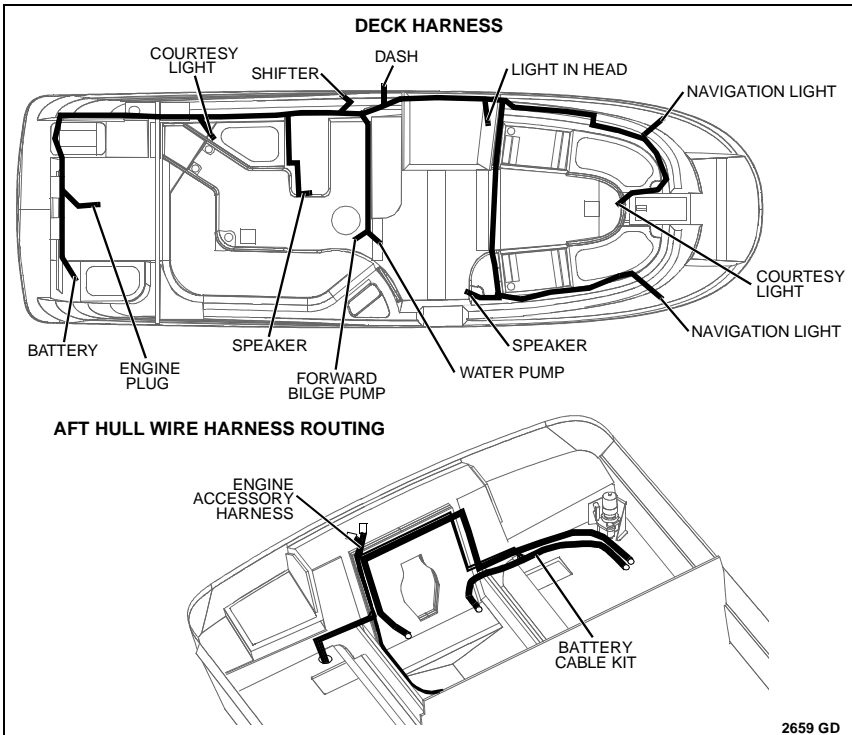 DECK HARNESS
COURTESY
LIGHT
SHIFTER
DASH
LIGHT IN HEAD
NAVIGATION LIGHT
COURTESY
LIGHT
NAVIGATION LIGHT
BATTERY
ENGINE
PLUG
SPEAKER
FORWARD
BILGE PUMP
WATER PUMP
SPEAKER
AFT HULL WIRE HARNESS ROUTING
ENGINE
ACCESSORY
HARNESS
BATTERY
CABLE KIT
2659 GD